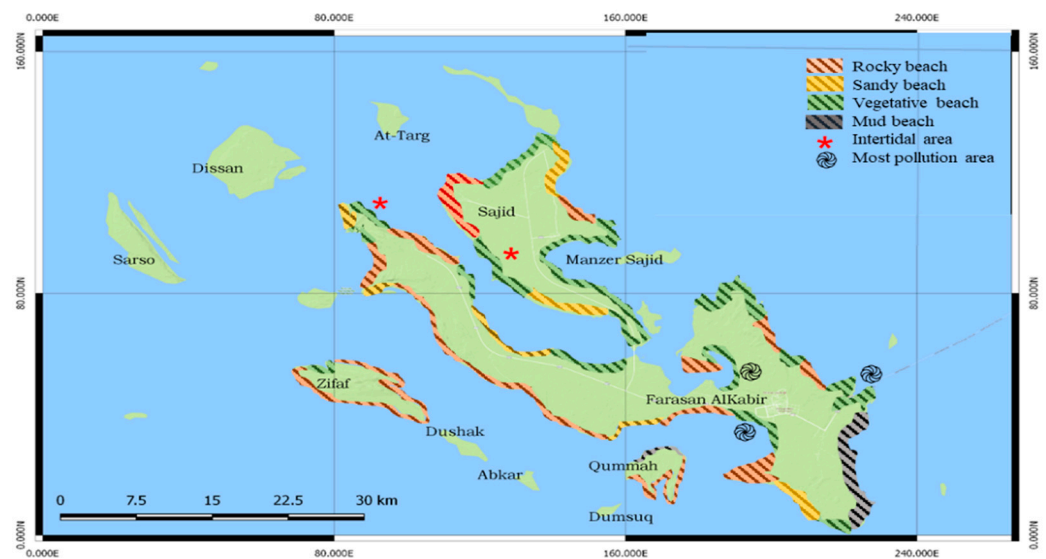 0.000E
80.000E
160.000E
240.000E
160.000N
160.000N
Rocky beach
Sandy beach
Vegetative beach
Mud beach
Intertidal area
Most pollution area
At-Targ
Dissan
Sajid
Sarso
Manzer Sajid
80.000N
80.000N
Zifaf
Farasan AlKabir
Dushak
Abkar
Qummah
Dumsuq
0 7.5 15 22.5 30 km
0.000N
0.000N
0.000E
80.000E
160.000E
240.000E